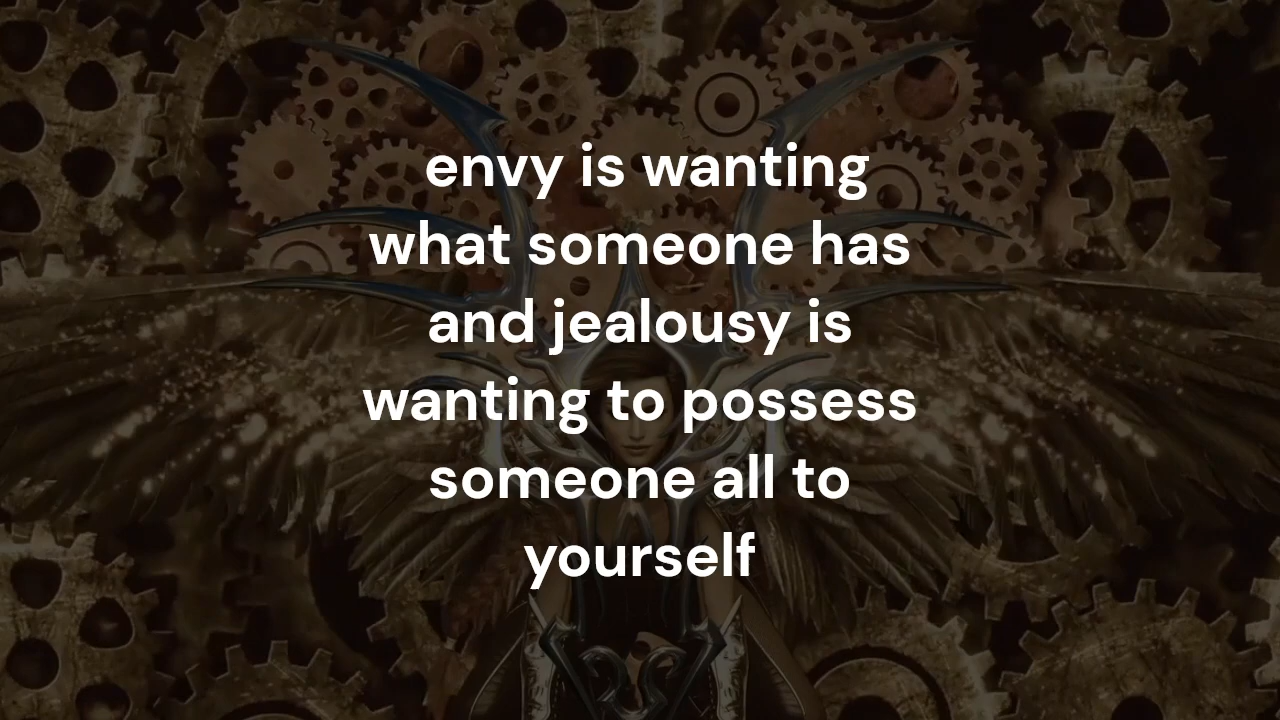 envy is wanting
what someone has
and jealousy is
wanting to possess
someone all to
yourself